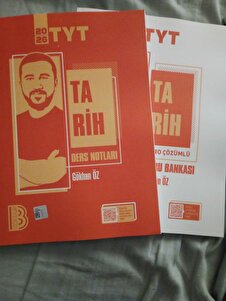 2026 TYT
TA
RİH
DERS NOTLARI
Gökhan ÖZ
B
TYT
TA
RİH
ÇÖZÜMLÜ
BANKASI
ÖZ